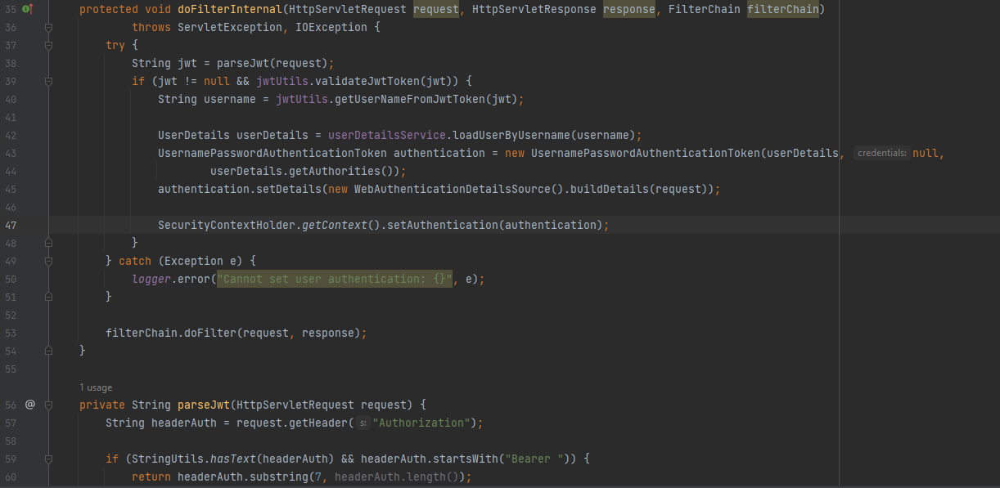 35 protected void doFilterInternal(HttpServletRequest request, HttpServletResponse response, FilterChain filterChain)
36 throws ServletException, IOException {
37 try {
38 String jwt = parseJwt(request);
39 if (jwt != null && jwtUtils.validateJwtToken(jwt)) {
40 String username = jwtUtils.getUserNameFromJwtToken(jwt);
41
42 UserDetails userDetails = userDetailsService.loadUserByUsername(username);
43 UsernamePasswordAuthenticationToken authentication = new UsernamePasswordAuthenticationToken(userDetails, credentials: null,
44 userDetails.getAuthorities());
45 authentication.setDetails(new WebAuthenticationDetailsSource().buildDetails(request));
46
47 SecurityContextHolder.getContext().setAuthentication(authentication);
48 }
49 } catch (Exception e) {
50 logger.error("Cannot set user authentication: {}", e);
51 }
52
53 filterChain.doFilter(request, response);
54 }
55
1 usage
56 @ private String parseJwt(HttpServletRequest request) {
57 String headerAuth = request.getHeader( s: "Authorization");
58
59 if (StringUtils.hasText(headerAuth) && headerAuth.startsWith("Bearer ")) {
60 return headerAuth.substring(7, headerAuth.length());